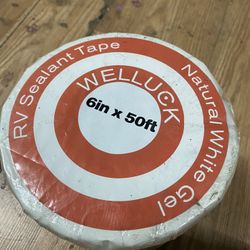 RV Sealant Tape
Natural White Gel
WELLUCK
6in x 50ft